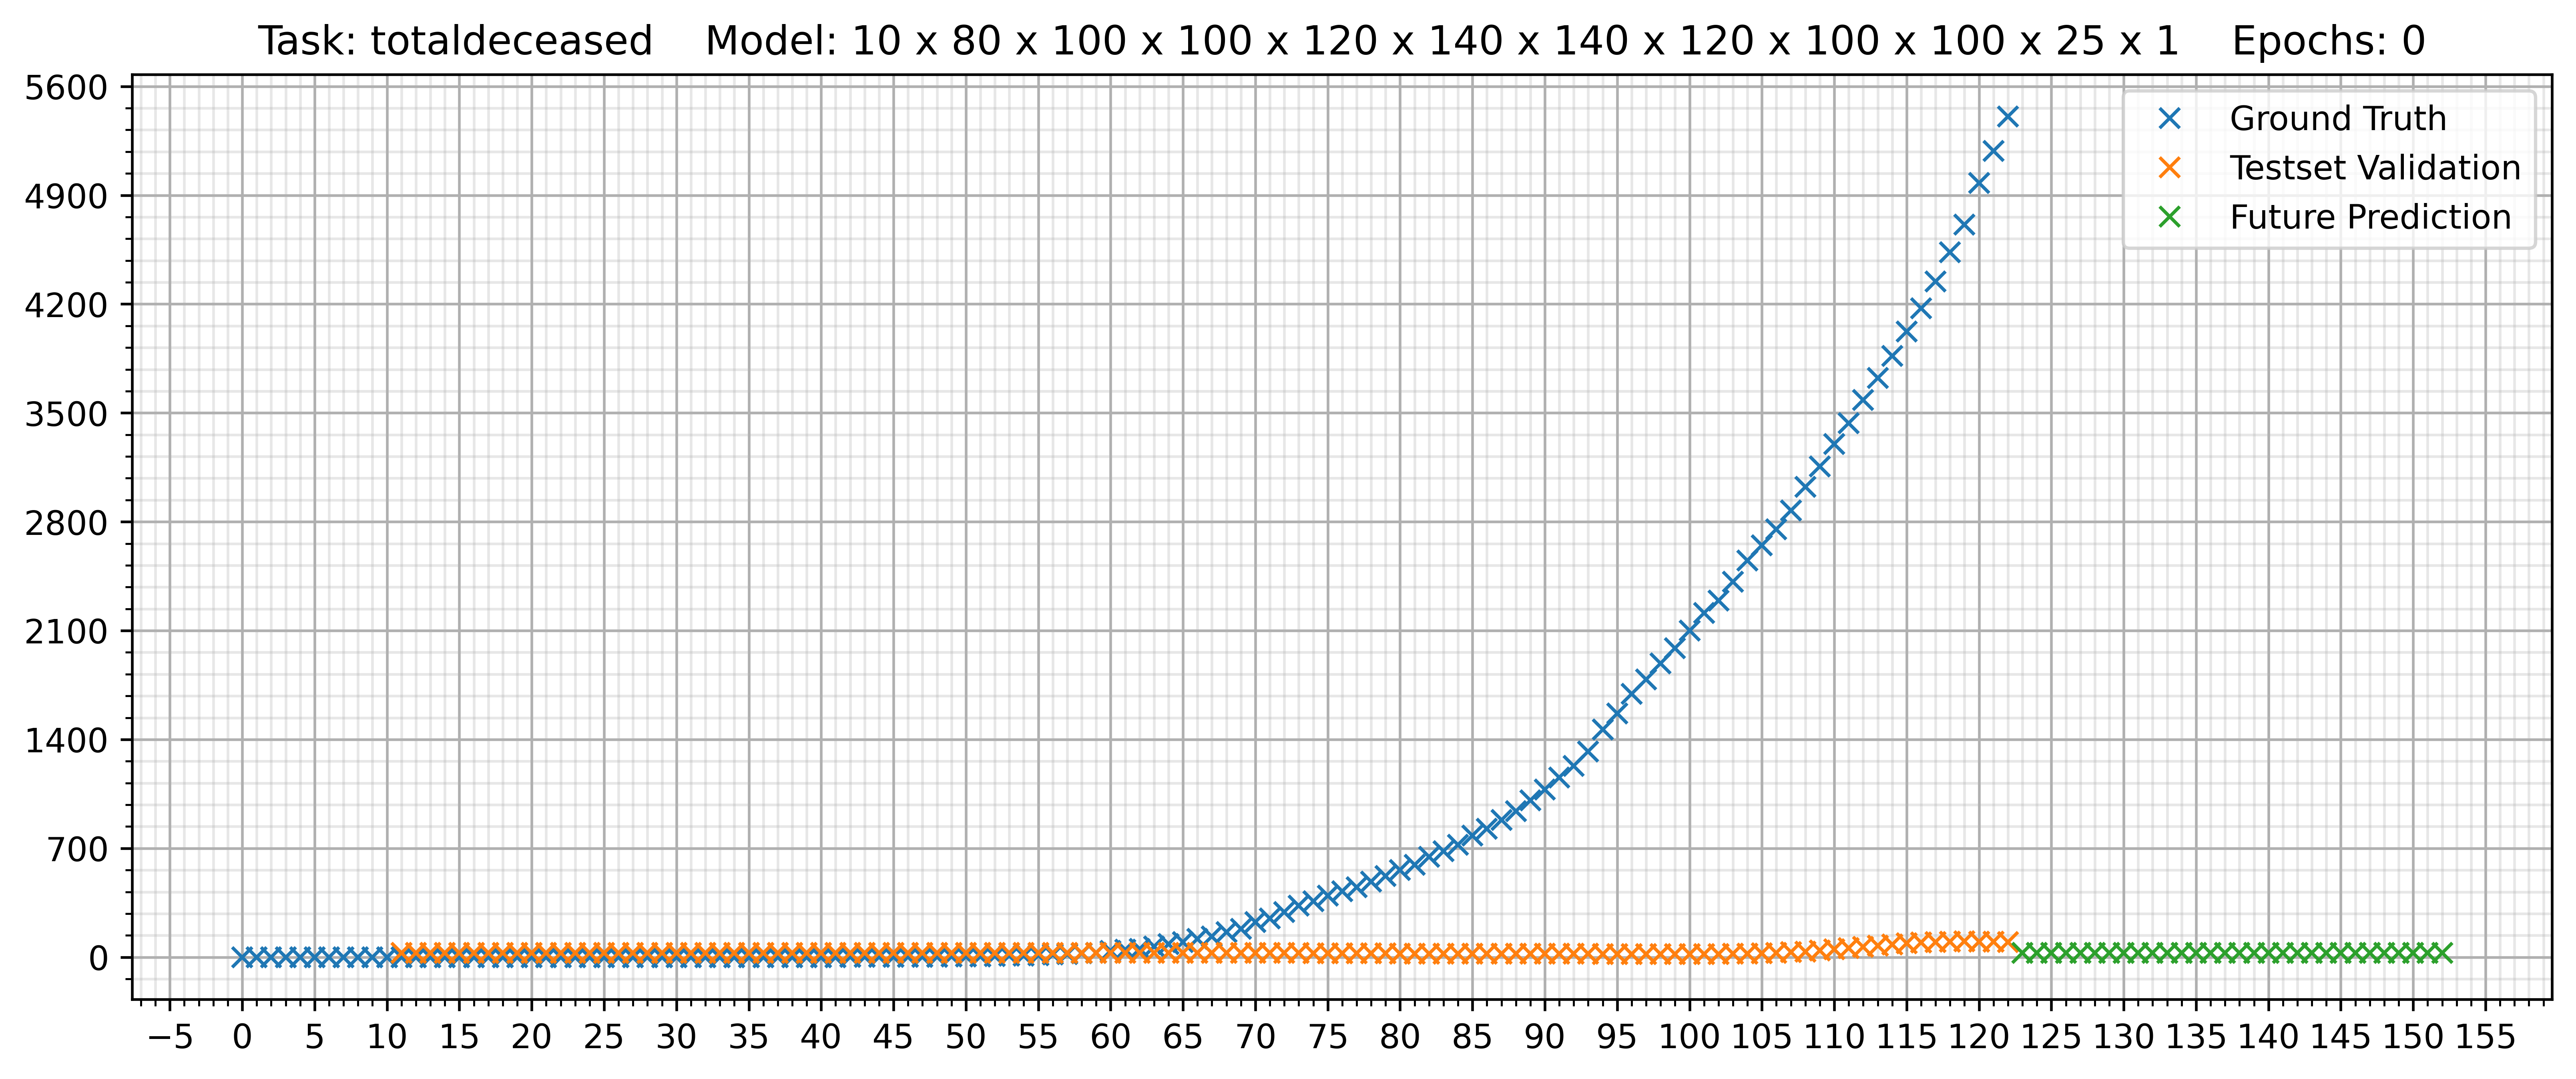 Task: totaldeceased    Model: 10 x 80 x 100 x 100 x 120 x 140 x 140 x 120 x 100 x 100 x 25 x 1    Epochs: 0
5600
4900
4200
3500
2800
2100
1400
700
0
Ground Truth
Testset Validation
Future Prediction
−5 0 5 10 15 20 25 30 35 40 45 50 55 60 65 70 75 80 85 90 95 100 105 110 115 120 125 130 135 140 145 150 155